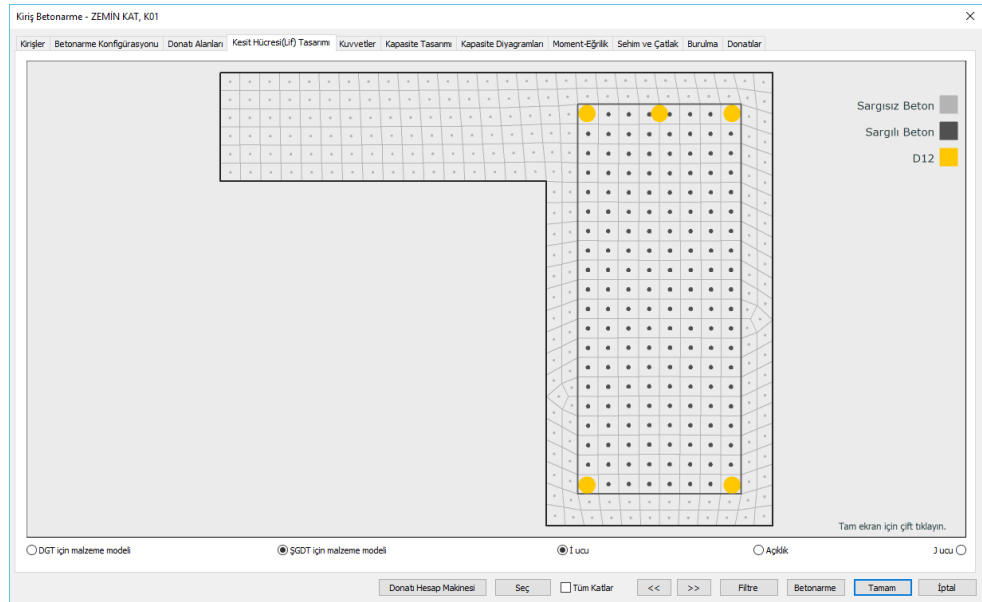 Kiriş Betonarme - ZEMİN KAT, K01
Kirişler Betonarme Konfigürasyonu Donatı Alanları Kesit Hücresi(Lif) Tasarımı Kuvvetler Kapasite Tasarımı Kapasite Diyagramları Moment-Eğrilik Sehim ve Çatlak Burulma Donatılar
Sargısız Beton
Sargılı Beton
D12
Tam ekran için çift tıklayın.
DGT için malzeme modeli ŞGDT için malzeme modeli İ ucu Açıklık J ucu
Donatı Hesap Makinesi Seç Tüm Katlar << >> Filtre Betonarme Tamam İptal